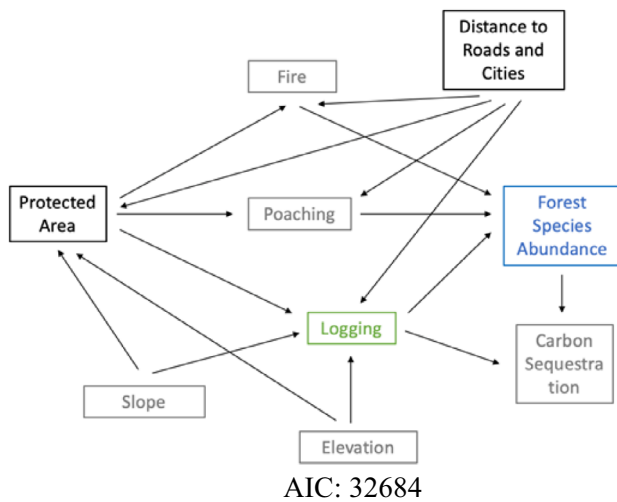 Distance to
Roads and
Cities
Fire
Protected
Area
Poaching
Forest
Species
Abundance
Logging
Carbon
Sequestra
tion
Slope
Elevation
AIC: 32684